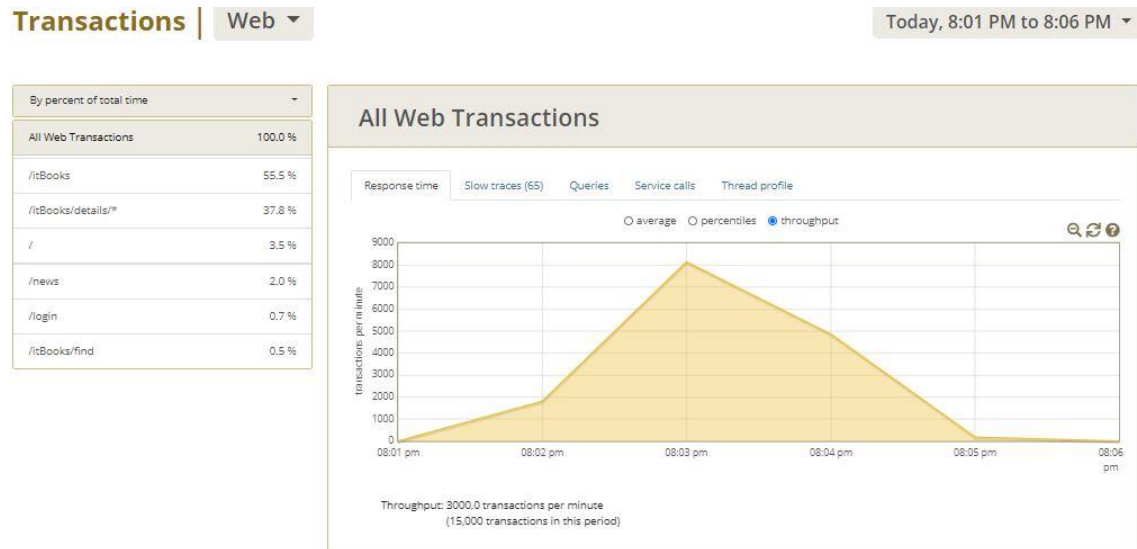 Transactions | Web
Today, 8:01 PM to 8:06 PM
By percent of total time
All Web Transactions 100.0 %
/itBooks 55.5 %
/itBooks/details/* 37.8 %
/ 3.5 %
/news 2.0 %
/login 0.7 %
/itBooks/find 0.5 %
All Web Transactions
Response time Slow traces (65) Queries Service calls Thread profile
average percentiles throughput
transactions per minute
9000
8000
7000
6000
5000
4000
3000
2000
1000
0
08:01 pm 08:02 pm 08:03 pm 08:04 pm 08:05 pm 08:06
pm
Throughput: 3000,0 transactions per minute
(15,000 transactions in this period)